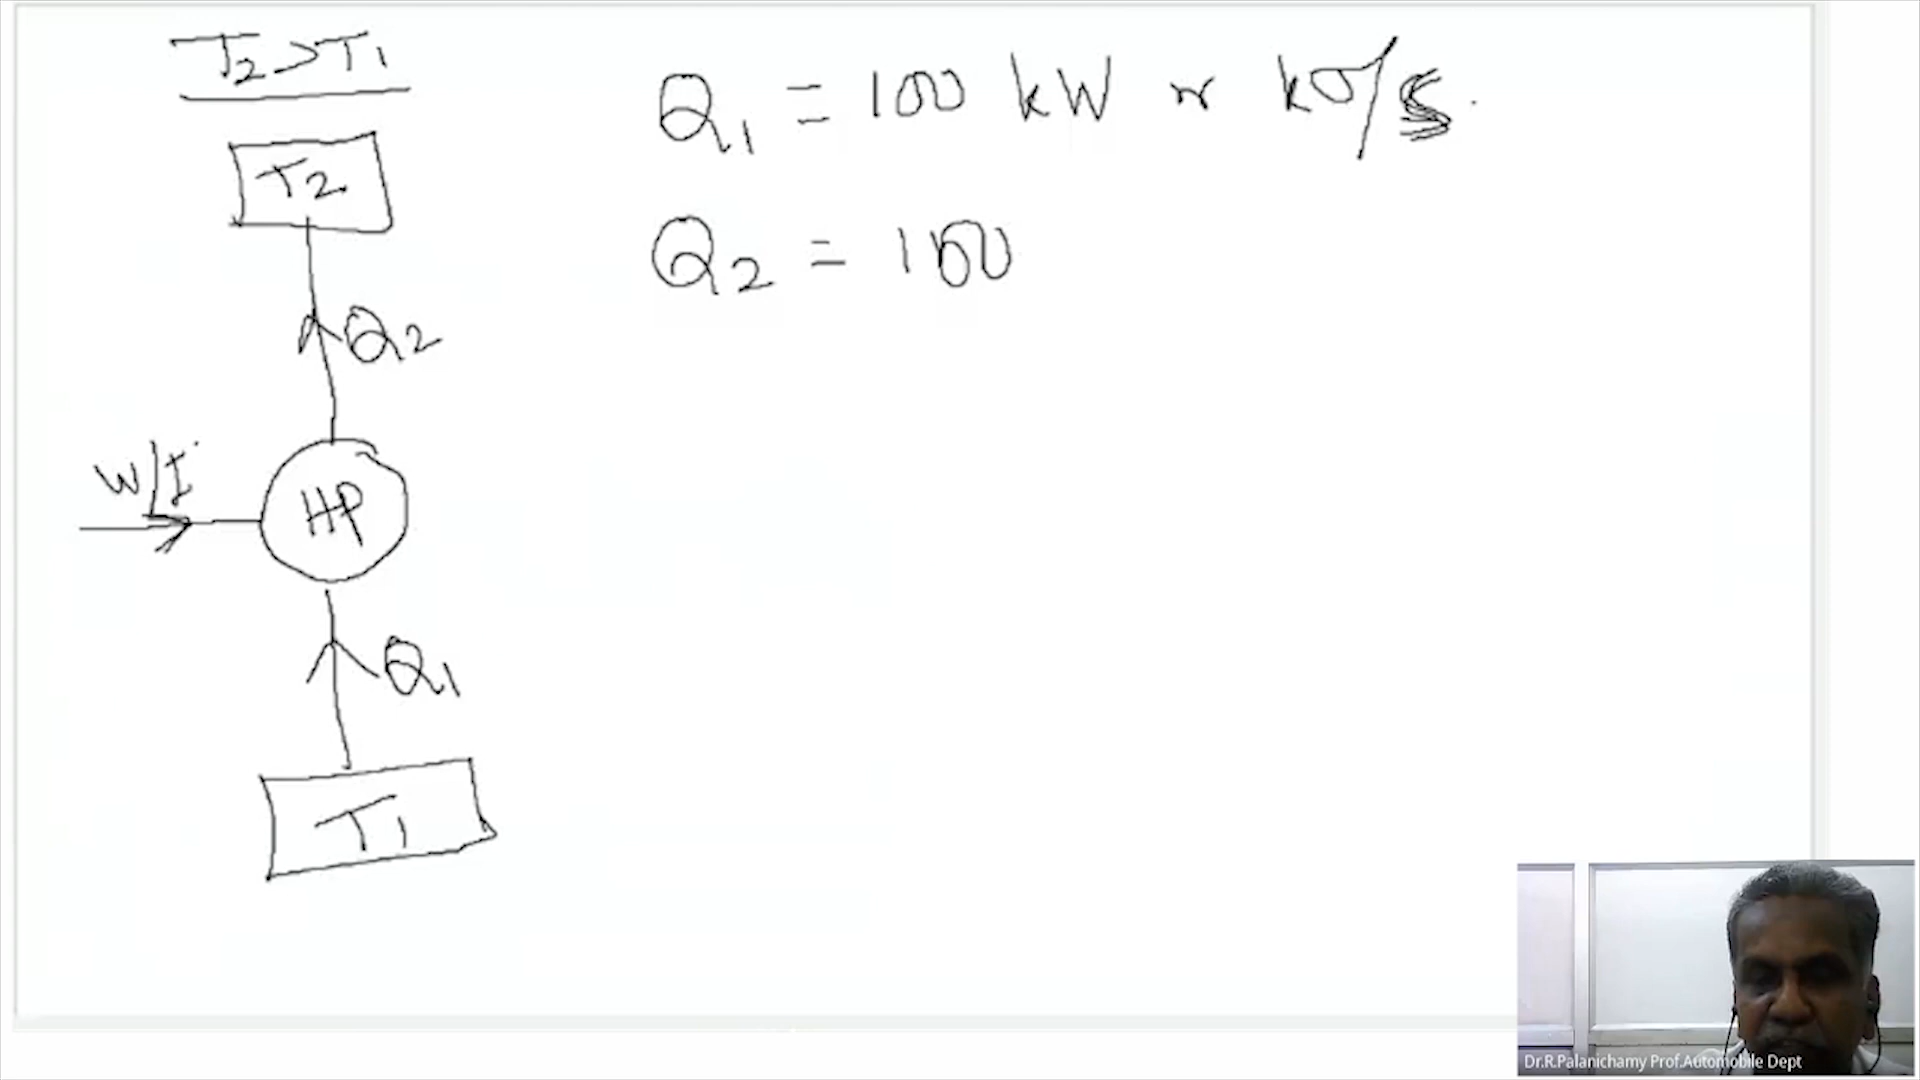 T2 > T1
Q1 = 100 kW or kJ/s.
T2
Q2 = 100
Q2
W/I
HP
Q1
T1
Dr.R.Palanichamy Prof.Automobile Dept